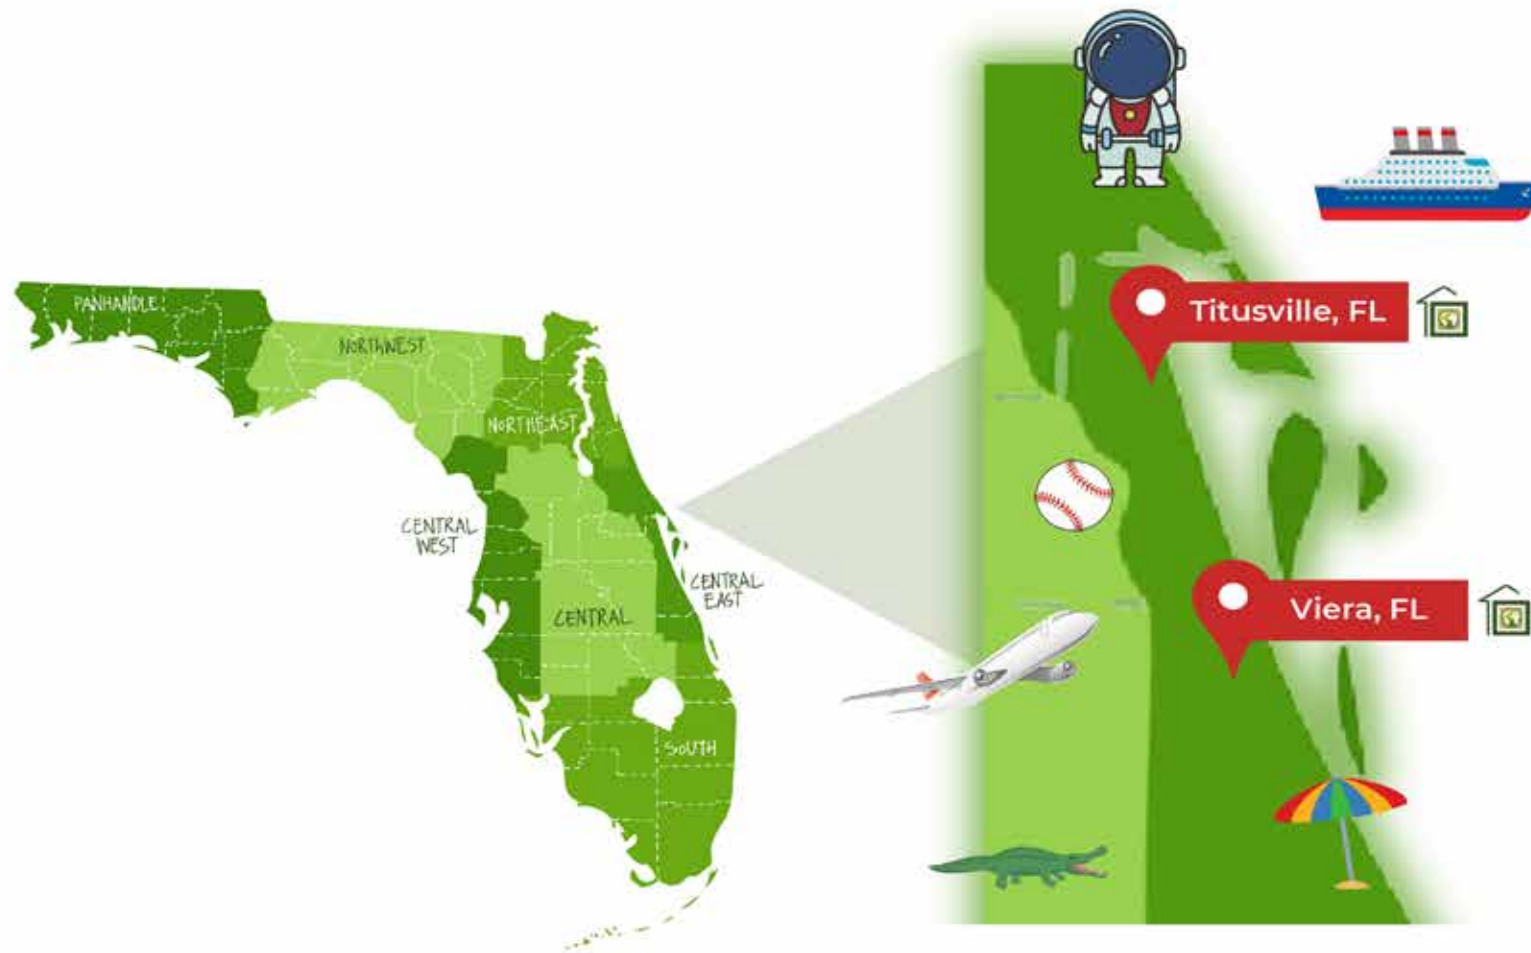 PANHANDLE
NORTHWEST
NORTHEAST
CENTRAL
WEST
CENTRAL
CENTRAL
EAST
SOUTH
Titusville, FL
Viera, FL